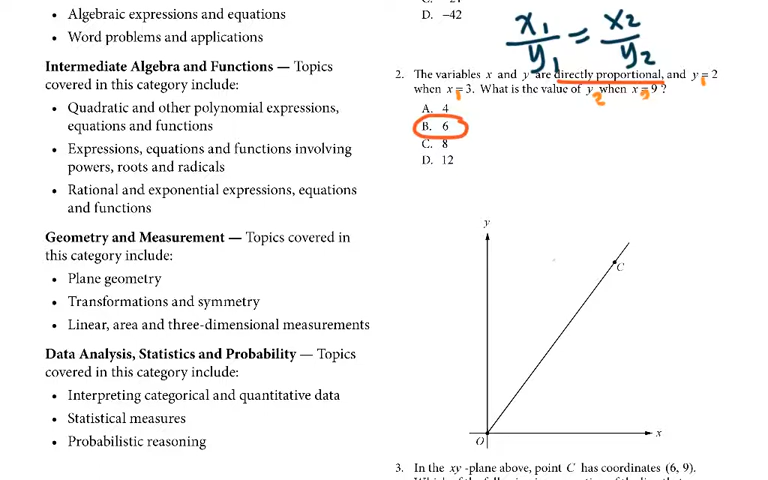 • Algebraic expressions and equations
• Word problems and applications
Intermediate Algebra and Functions — Topics
covered in this category include:
• Quadratic and other polynomial expressions,
equations and functions
• Expressions, equations and functions involving
powers, roots and radicals
• Rational and exponential expressions, equations
and functions
Geometry and Measurement — Topics covered in
this category include:
• Plane geometry
• Transformations and symmetry
• Linear, area and three-dimensional measurements
Data Analysis, Statistics and Probability — Topics
covered in this category include:
• Interpreting categorical and quantitative data
• Statistical measures
• Probabilistic reasoning
D. −42
x1/y1 = x2/y2
2. The variables x and y are directly proportional, and y1 = 2
when x1 = 3. What is the value of y2 when x2 = 9 ?
A. 4
B. 6
C. 8
D. 12
y
C
O
x
3. In the xy -plane above, point C has coordinates (6, 9).